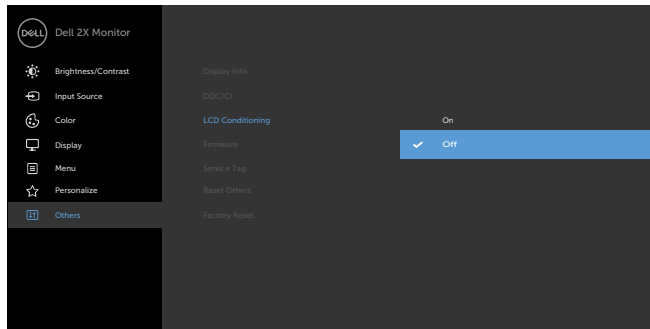 DELL Dell 2X Monitor
Brightness/Contrast
Input Source
Color
Display
Menu
Personalize
Others
Display Info
DOC/CI
LCD Conditioning
Firmware
Service Tag
Reset Others
Factory Reset
On
Off